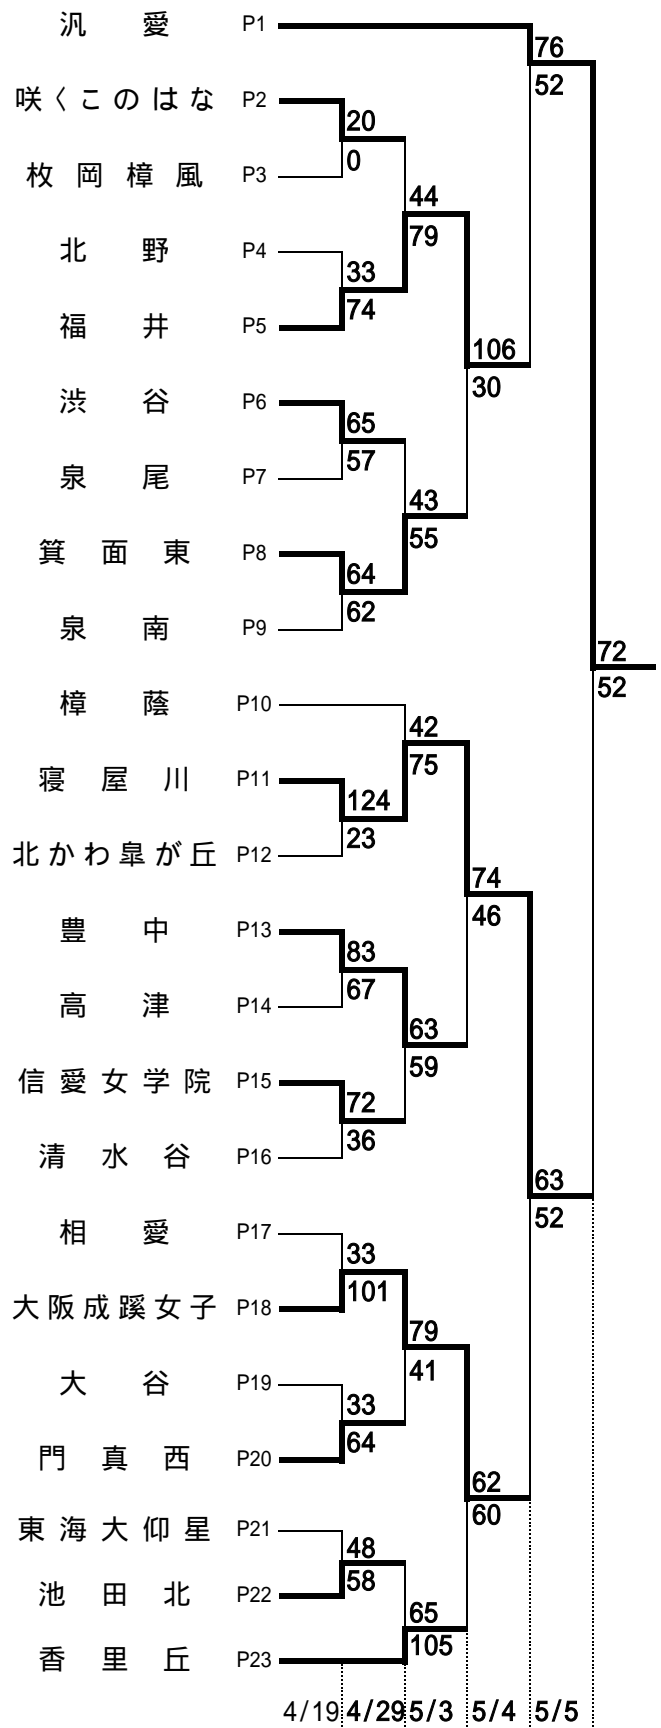 汎愛 P1
76
52
咲くこのはな P2
20
0
枚岡樟風 P3
44
79
北野 P4
33
74
福井 P5
106
30
渋谷 P6
65
57
泉尾 P7
43
55
箕面東 P8
64
62
泉南 P9
72
52
樟蔭 P10
42
75
寝屋川 P11
124
23
北かわち皐が丘 P12
74
46
豊中 P13
83
67
高津 P14
63
59
信愛女学院 P15
72
36
清水谷 P16
63
52
相愛 P17
33
101
大阪成蹊女子 P18
79
41
大谷 P19
33
64
門真西 P20
62
60
東海大仰星 P21
48
58
池田北 P22
65
105
香里丘 P23
4/19 4/29 5/3 5/4 5/5